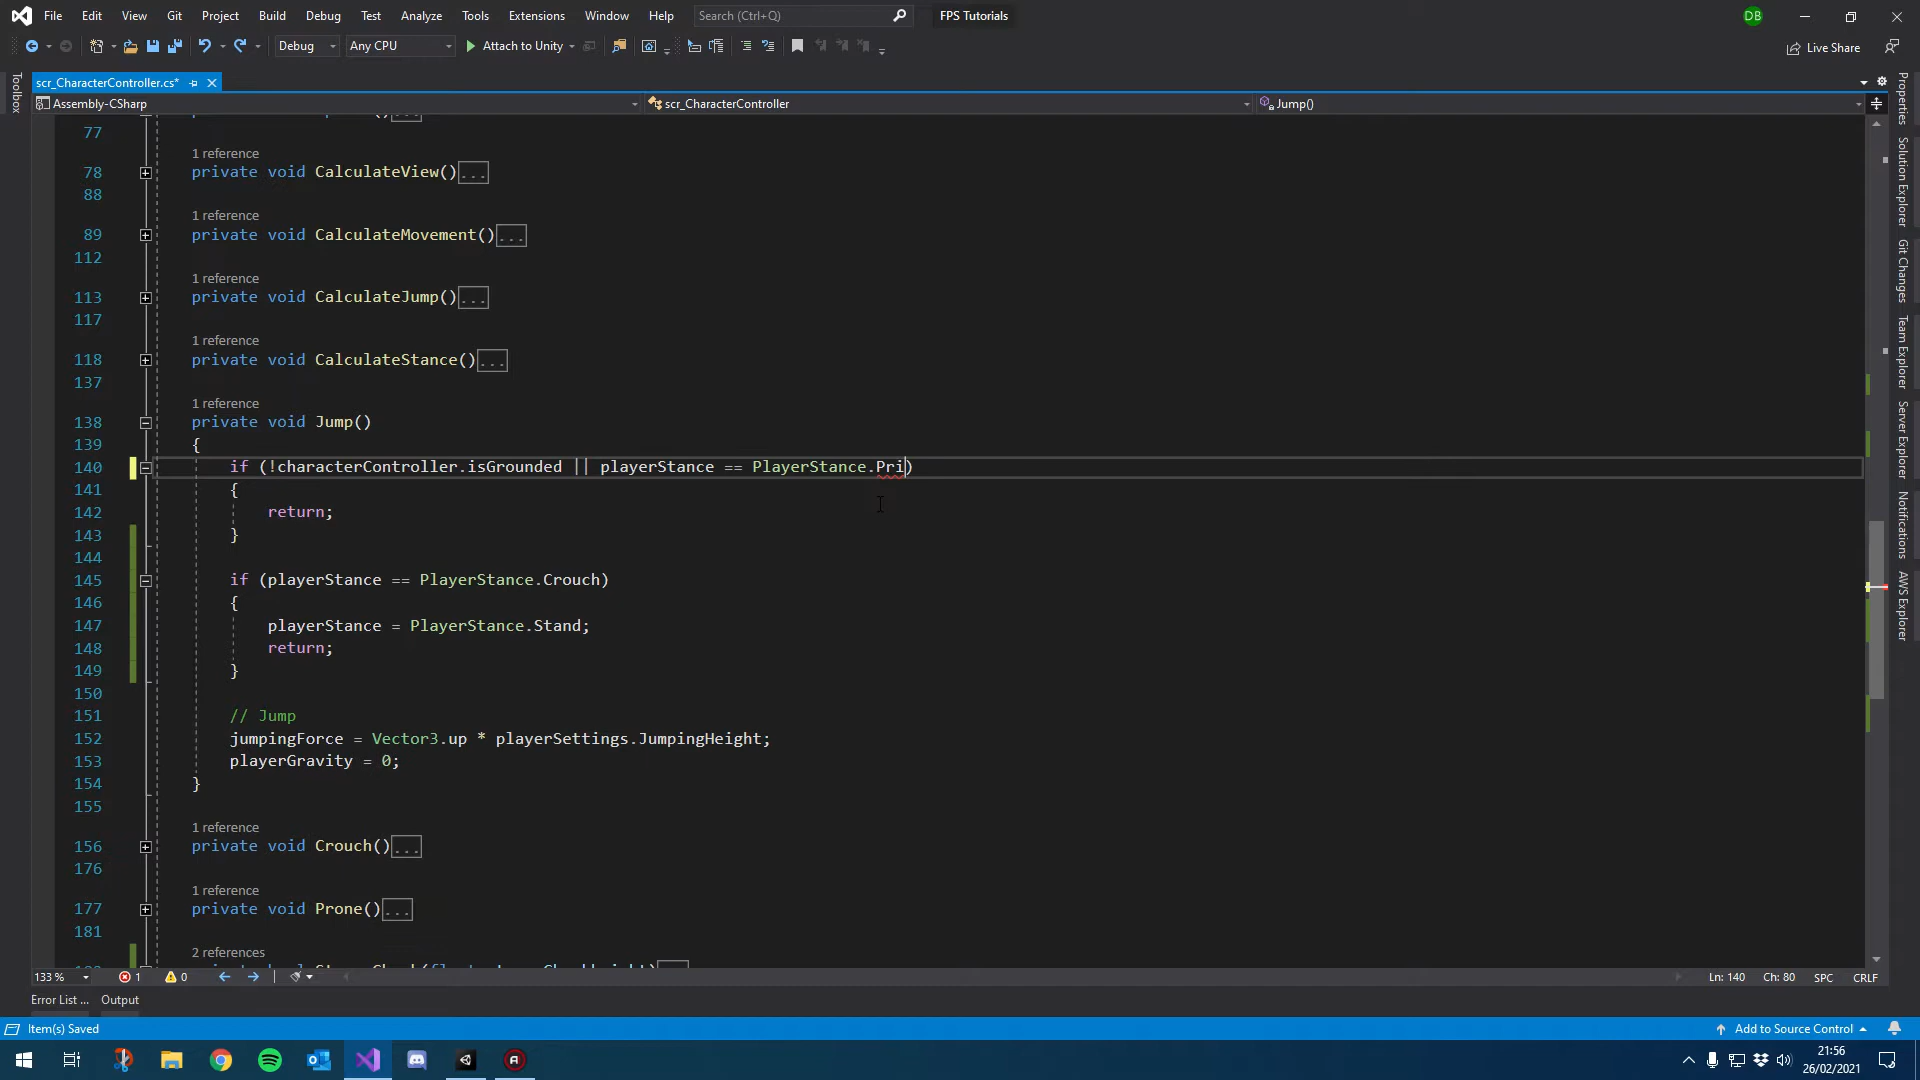 File Edit View Git Project Build Debug Test Analyze Tools Extensions Window Help Search (Ctrl+Q) FPS Tutorials DB
Debug Any CPU Attach to Unity Live Share
Toolbox
scr_CharacterController.cs*
Assembly-CSharp scr_CharacterController Jump()
77
1 reference
78 private void CalculateView()...
88
1 reference
89 private void CalculateMovement()...
112
1 reference
113 private void CalculateJump()...
117
1 reference
118 private void CalculateStance()...
137
1 reference
138 private void Jump()
139 {
140 if (!characterController.isGrounded || playerStance == PlayerStance.Pri)
141 {
142 return;
143 }
144
145 if (playerStance == PlayerStance.Crouch)
146 {
147 playerStance = PlayerStance.Stand;
148 return;
149 }
150
151 // Jump
152 jumpingForce = Vector3.up * playerSettings.JumpingHeight;
153 playerGravity = 0;
154 }
155
1 reference
156 private void Crouch()...
176
1 reference
177 private void Prone()...
181
2 references
Properties
Solution Explorer
Git Changes
Team Explorer
Server Explorer
Notifications
AWS Explorer
133 % 1 0 Ln: 140 Ch: 80 SPC CRLF
Error List ... Output
Item(s) Saved Add to Source Control
21:56
26/02/2021